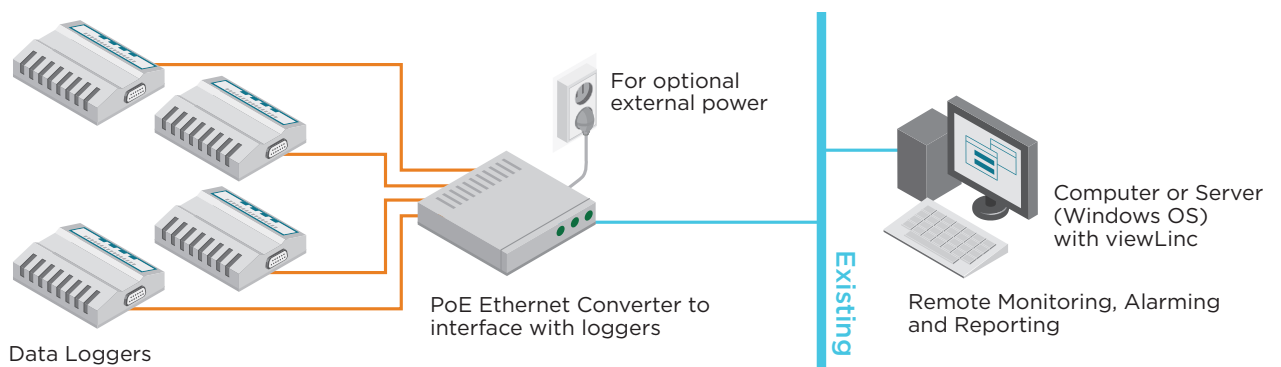 For optional
external power
Computer or Server
(Windows OS)
with viewLinc
Existing
PoE Ethernet Converter to
interface with loggers
Remote Monitoring, Alarming
and Reporting
Data Loggers